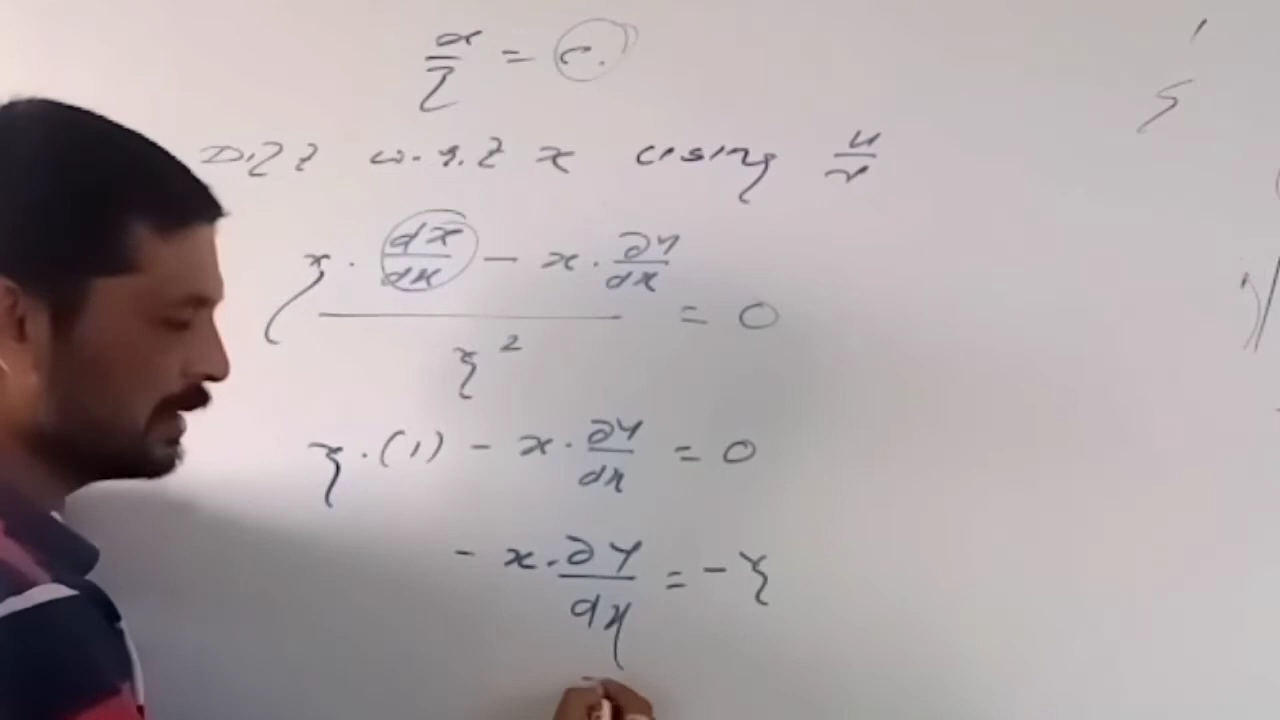 x/y = c.
Diff w.r.t x using u/v
(y · dx/dx − x · dy/dx) / y² = 0
y · (1) − x · dy/dx = 0
− x · dy/dx = − y